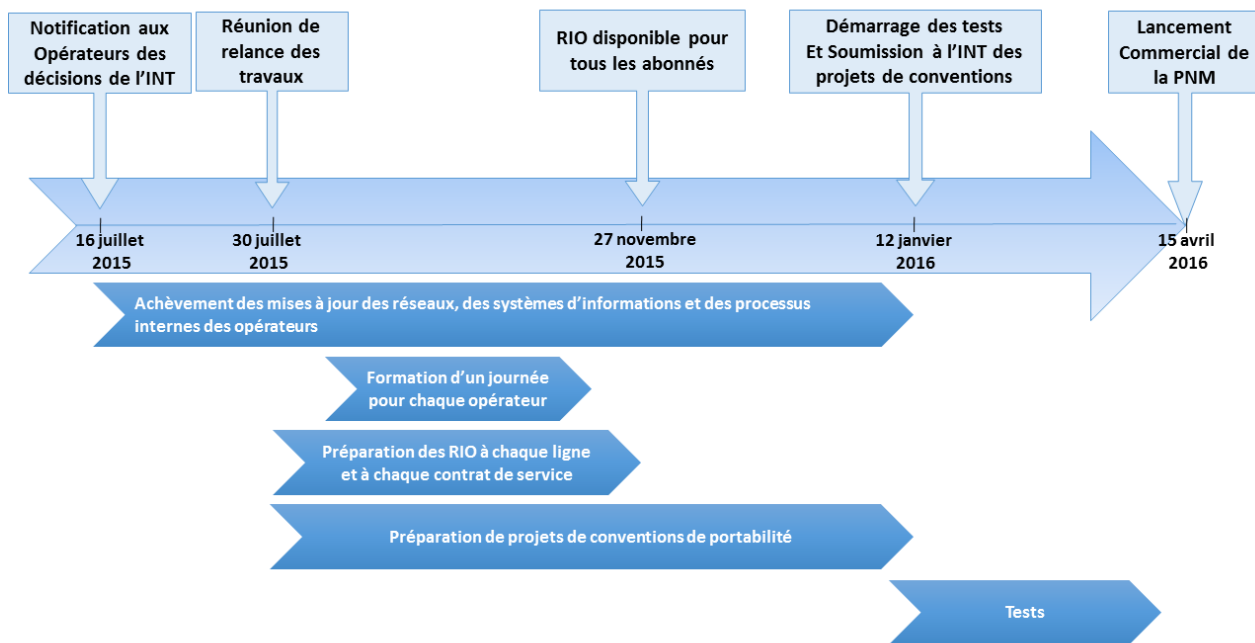 Notification aux
Opérateurs des
décisions de l'INT
Réunion de
relance des
travaux
RIO disponible pour
tous les abonnés
Démarrage des tests
Et Soumission à l'INT des
projets de conventions
Lancement
Commercial de
la PNM
16 juillet
2015
30 juillet
2015
27 novembre
2015
12 janvier
2016
15 avril
2016
Achèvement des mises à jour des réseaux, des systèmes d'informations et des processus
internes des opérateurs
Formation d'un journée
pour chaque opérateur
Préparation des RIO à chaque ligne
et à chaque contrat de service
Préparation de projets de conventions de portabilité
Tests